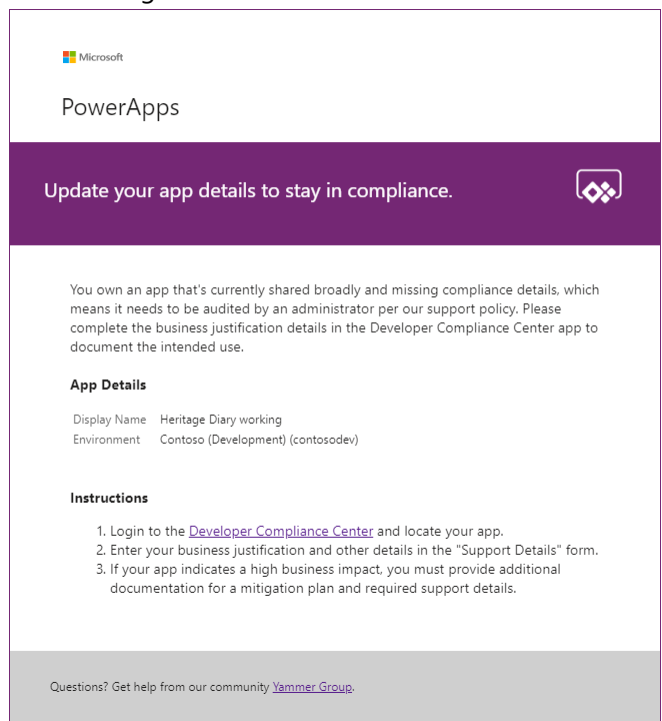 Microsoft
PowerApps
Update your app details to stay in compliance.
You own an app that's currently shared broadly and missing compliance details, which
means it needs to be audited by an administrator per our support policy. Please
complete the business justification details in the Developer Compliance Center app to
document the intended use.
App Details
Display Name Heritage Diary working
Environment Contoso (Development) (contosodev)
Instructions
1. Login to the Developer Compliance Center and locate your app.
2. Enter your business justification and other details in the "Support Details" form.
3. If your app indicates a high business impact, you must provide additional
documentation for a mitigation plan and required support details.
Questions? Get help from our community Yammer Group.